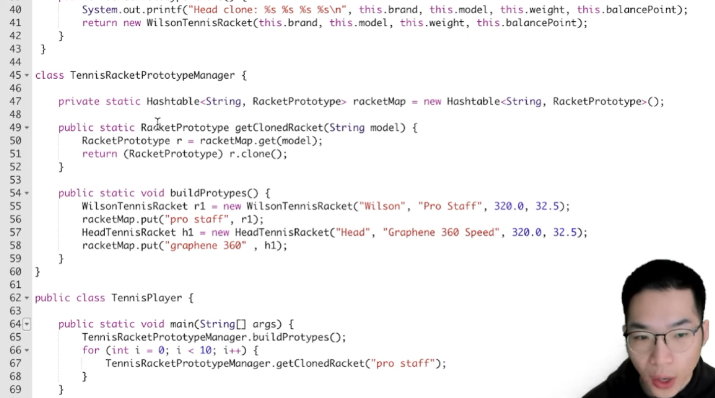 40 System.out.printf("Head clone: %s %s %s %s\n", this.brand, this.model, this.weight, this.balancePoint);
41 return new WilsonTennisRacket(this.brand, this.model, this.weight, this.balancePoint);
42 }
43 }
44
45 class TennisRacketPrototypeManager {
46
47 private static Hashtable<String, RacketPrototype> racketMap = new Hashtable<String, RacketPrototype>();
48
49 public static RacketPrototype getClonedRacket(String model) {
50 RacketPrototype r = racketMap.get(model);
51 return (RacketPrototype) r.clone();
52 }
53
54 public static void buildProtypes() {
55 WilsonTennisRacket r1 = new WilsonTennisRacket("Wilson", "Pro Staff", 320.0, 32.5);
56 racketMap.put("pro staff", r1);
57 HeadTennisRacket h1 = new HeadTennisRacket("Head", "Graphene 360 Speed", 320.0, 32.5);
58 racketMap.put("graphene 360" , h1);
59 }
60 }
61
62 public class TennisPlayer {
63
64 public static void main(String[] args) {
65 TennisRacketPrototypeManager.buildProtypes();
66 for (int i = 0; i < 10; i++) {
67 TennisRacketPrototypeManager.getClonedRacket("pro staff");
68 }
69 }